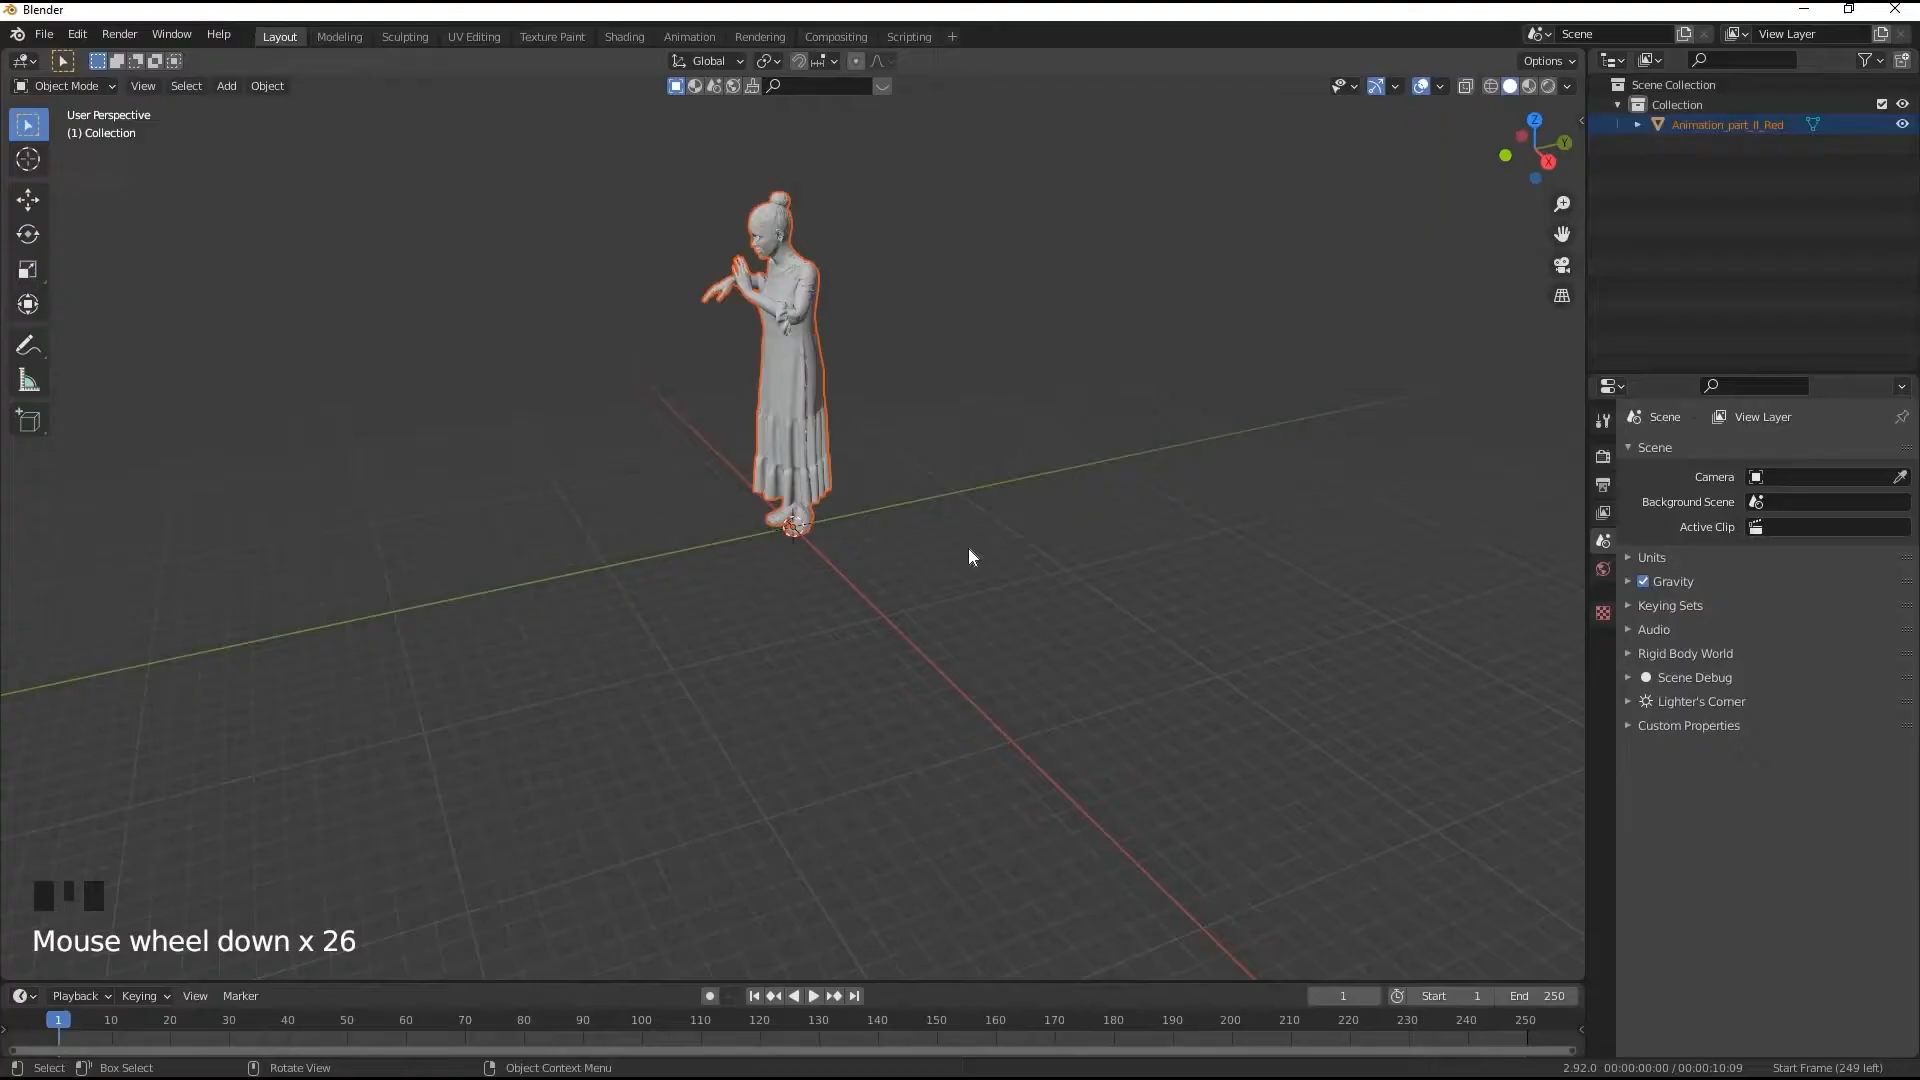 Blender
File Edit Render Window Help
Layout Modeling Sculpting UV Editing Texture Paint Shading Animation Rendering Compositing Scripting +
Scene
View Layer
Global
Options
Object Mode View Select Add Object
User Perspective
(1) Collection
Z
Y
X
Scene Collection
Collection
Animation_part_II_Red
Scene View Layer
Scene
Camera
Background Scene
Active Clip
Units
Gravity
Keying Sets
Audio
Rigid Body World
Scene Debug
Lighter's Corner
Custom Properties
Mouse wheel down x 26
Playback Keying View Marker
1
Start 1
End 250
1 10 20 30 40 50 60 70 80 90 100 110 120 130 140 150 160 170 180 190 200 210 220 230 240 250
Select
Box Select
Rotate View
Object Context Menu
2.92.0 00:00:00:00 / 00:00:10:09
Start Frame (249 left)